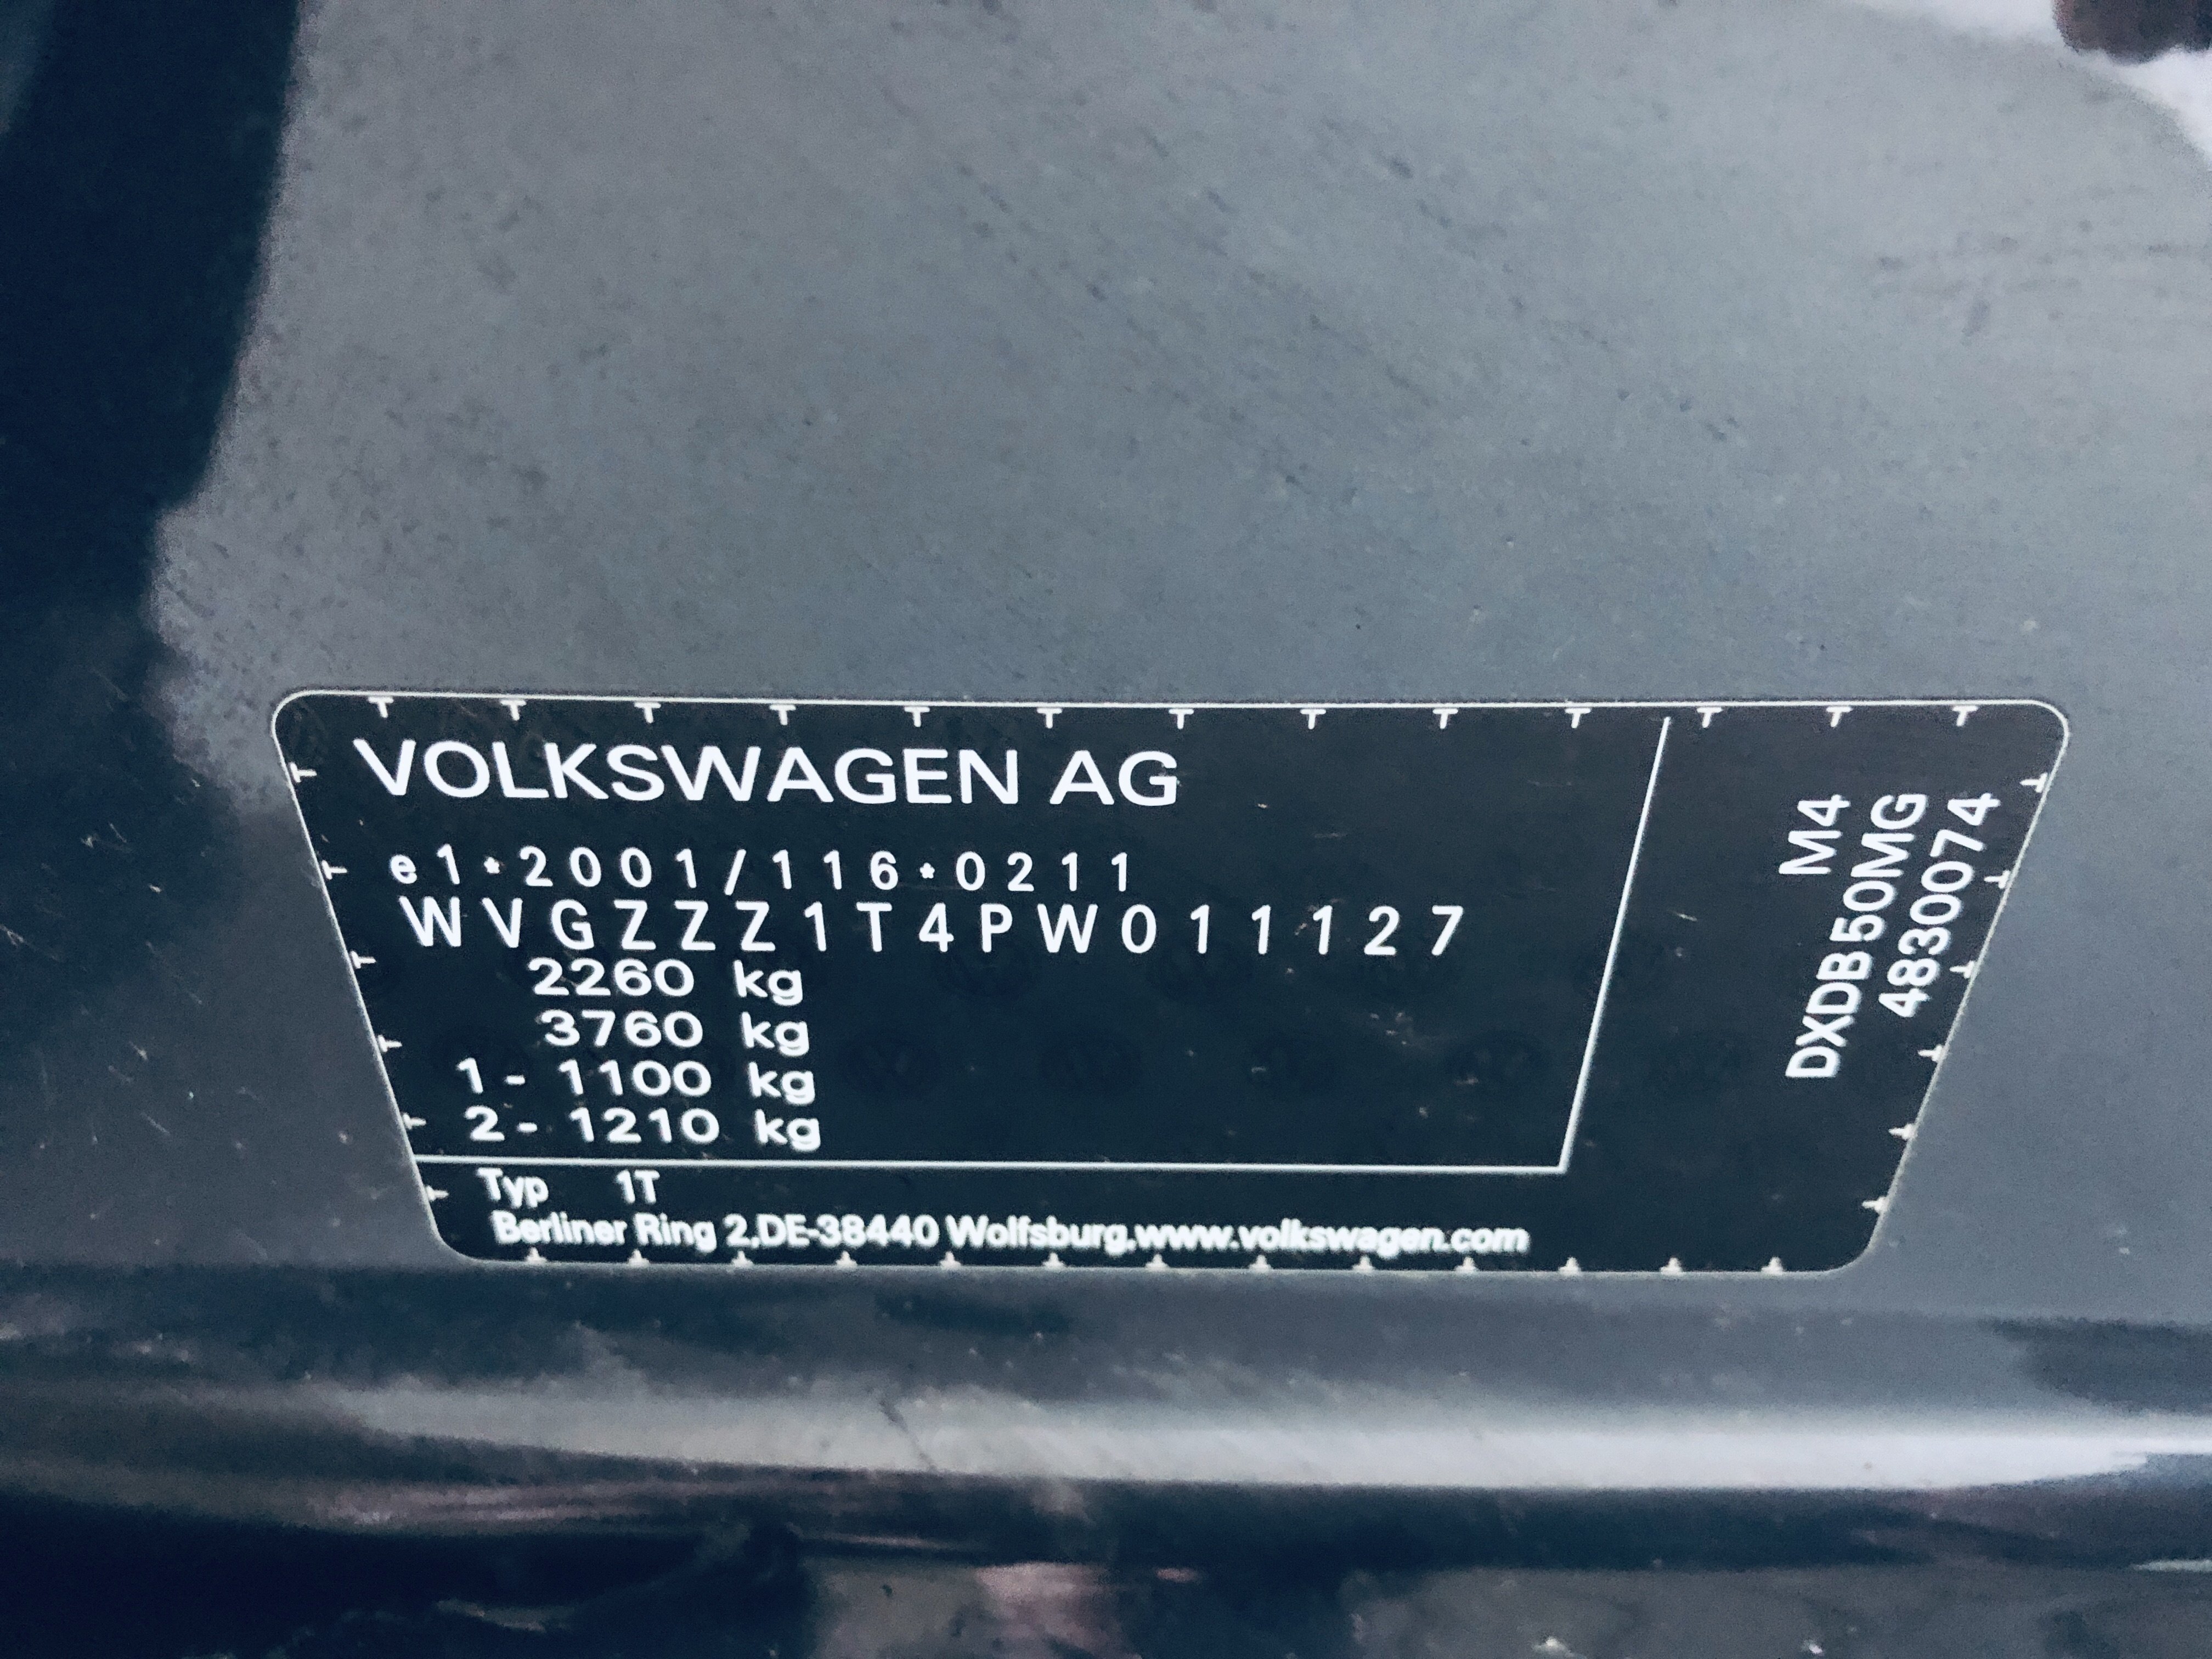 VOLKSWAGEN AG
e1*2001/116*0211
WVGZZZ1T4PW011127
2260 kg
3760 kg
1 - 1100 kg
2 - 1210 kg
Typ 1T
Berliner Ring 2,DE-38440 Wolfsburg,www.volkswagen.com
M4
DXDB50MG
48300074